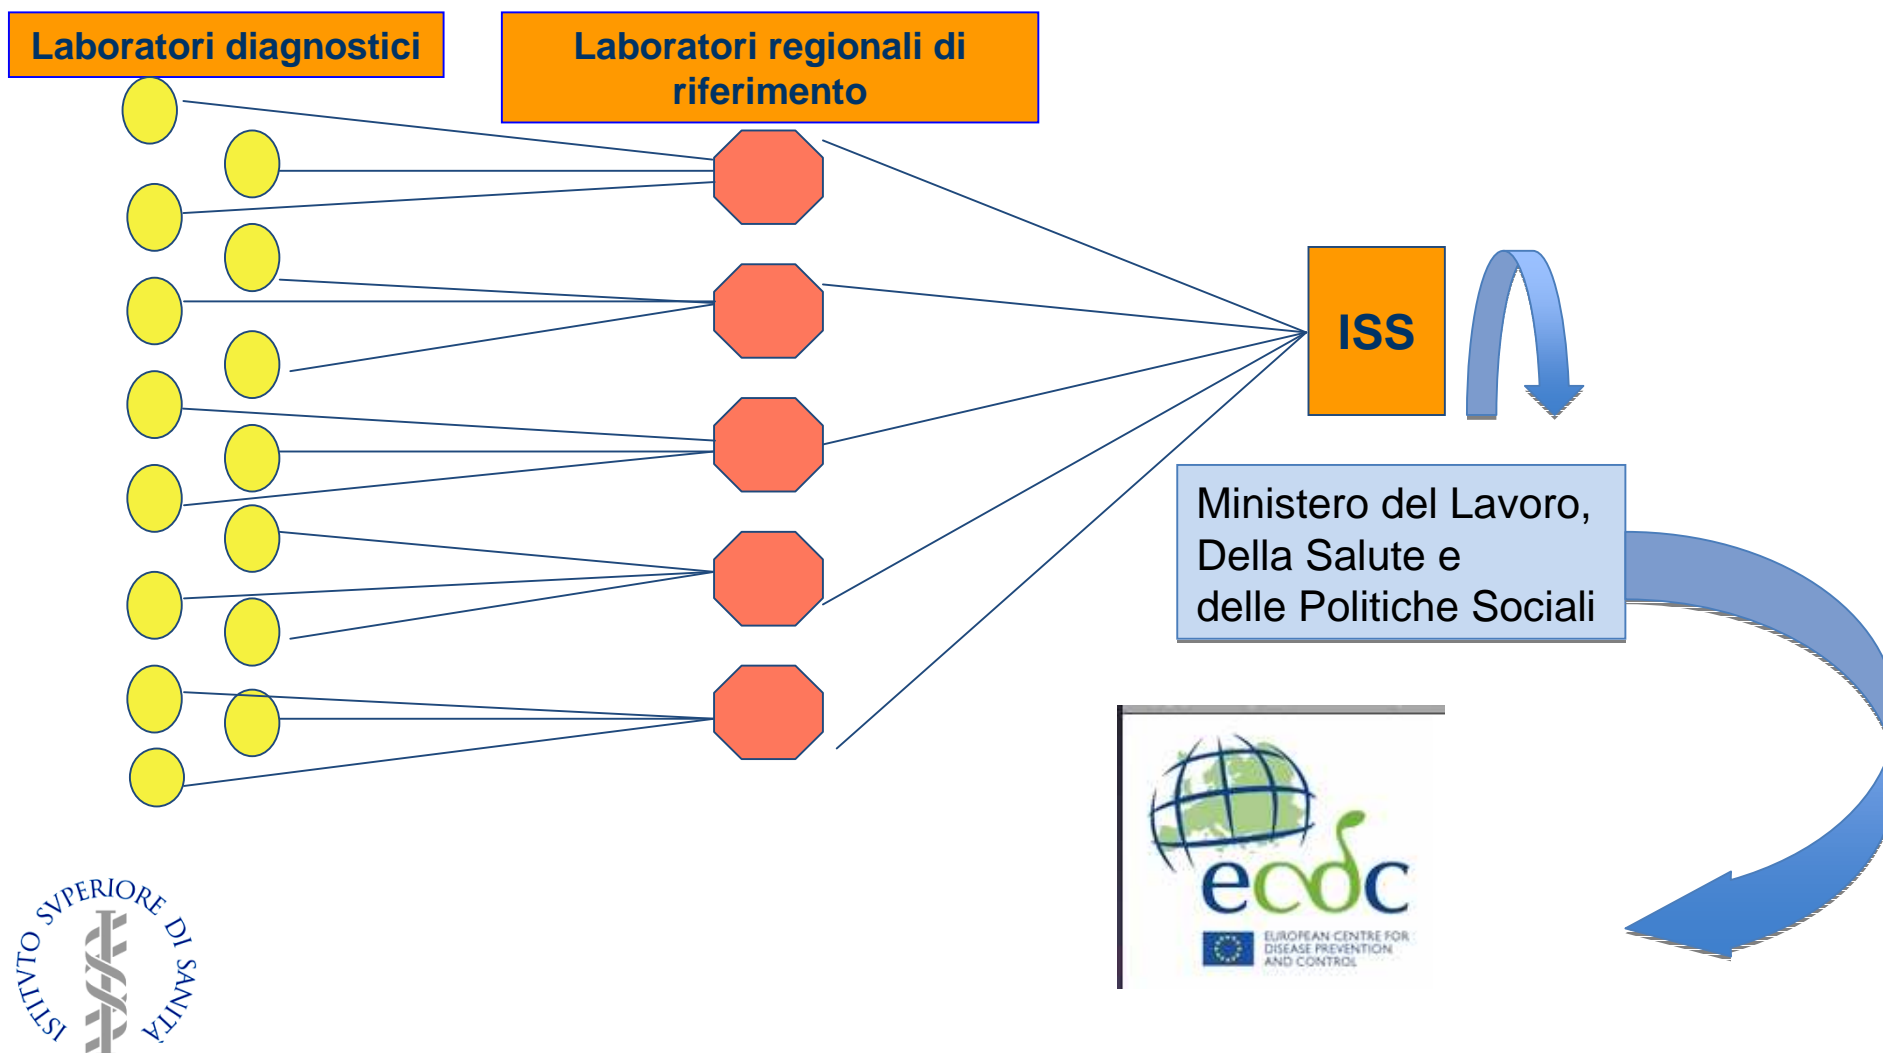 Laboratori diagnostici
Laboratori regionali di
riferimento
ISS
Ministero del Lavoro,
Della Salute e
delle Politiche Sociali
ecdc
EUROPEAN CENTRE FOR
DISEASE PREVENTION
AND CONTROL
ISTITVTO SVPERIORE DI SANITÀ